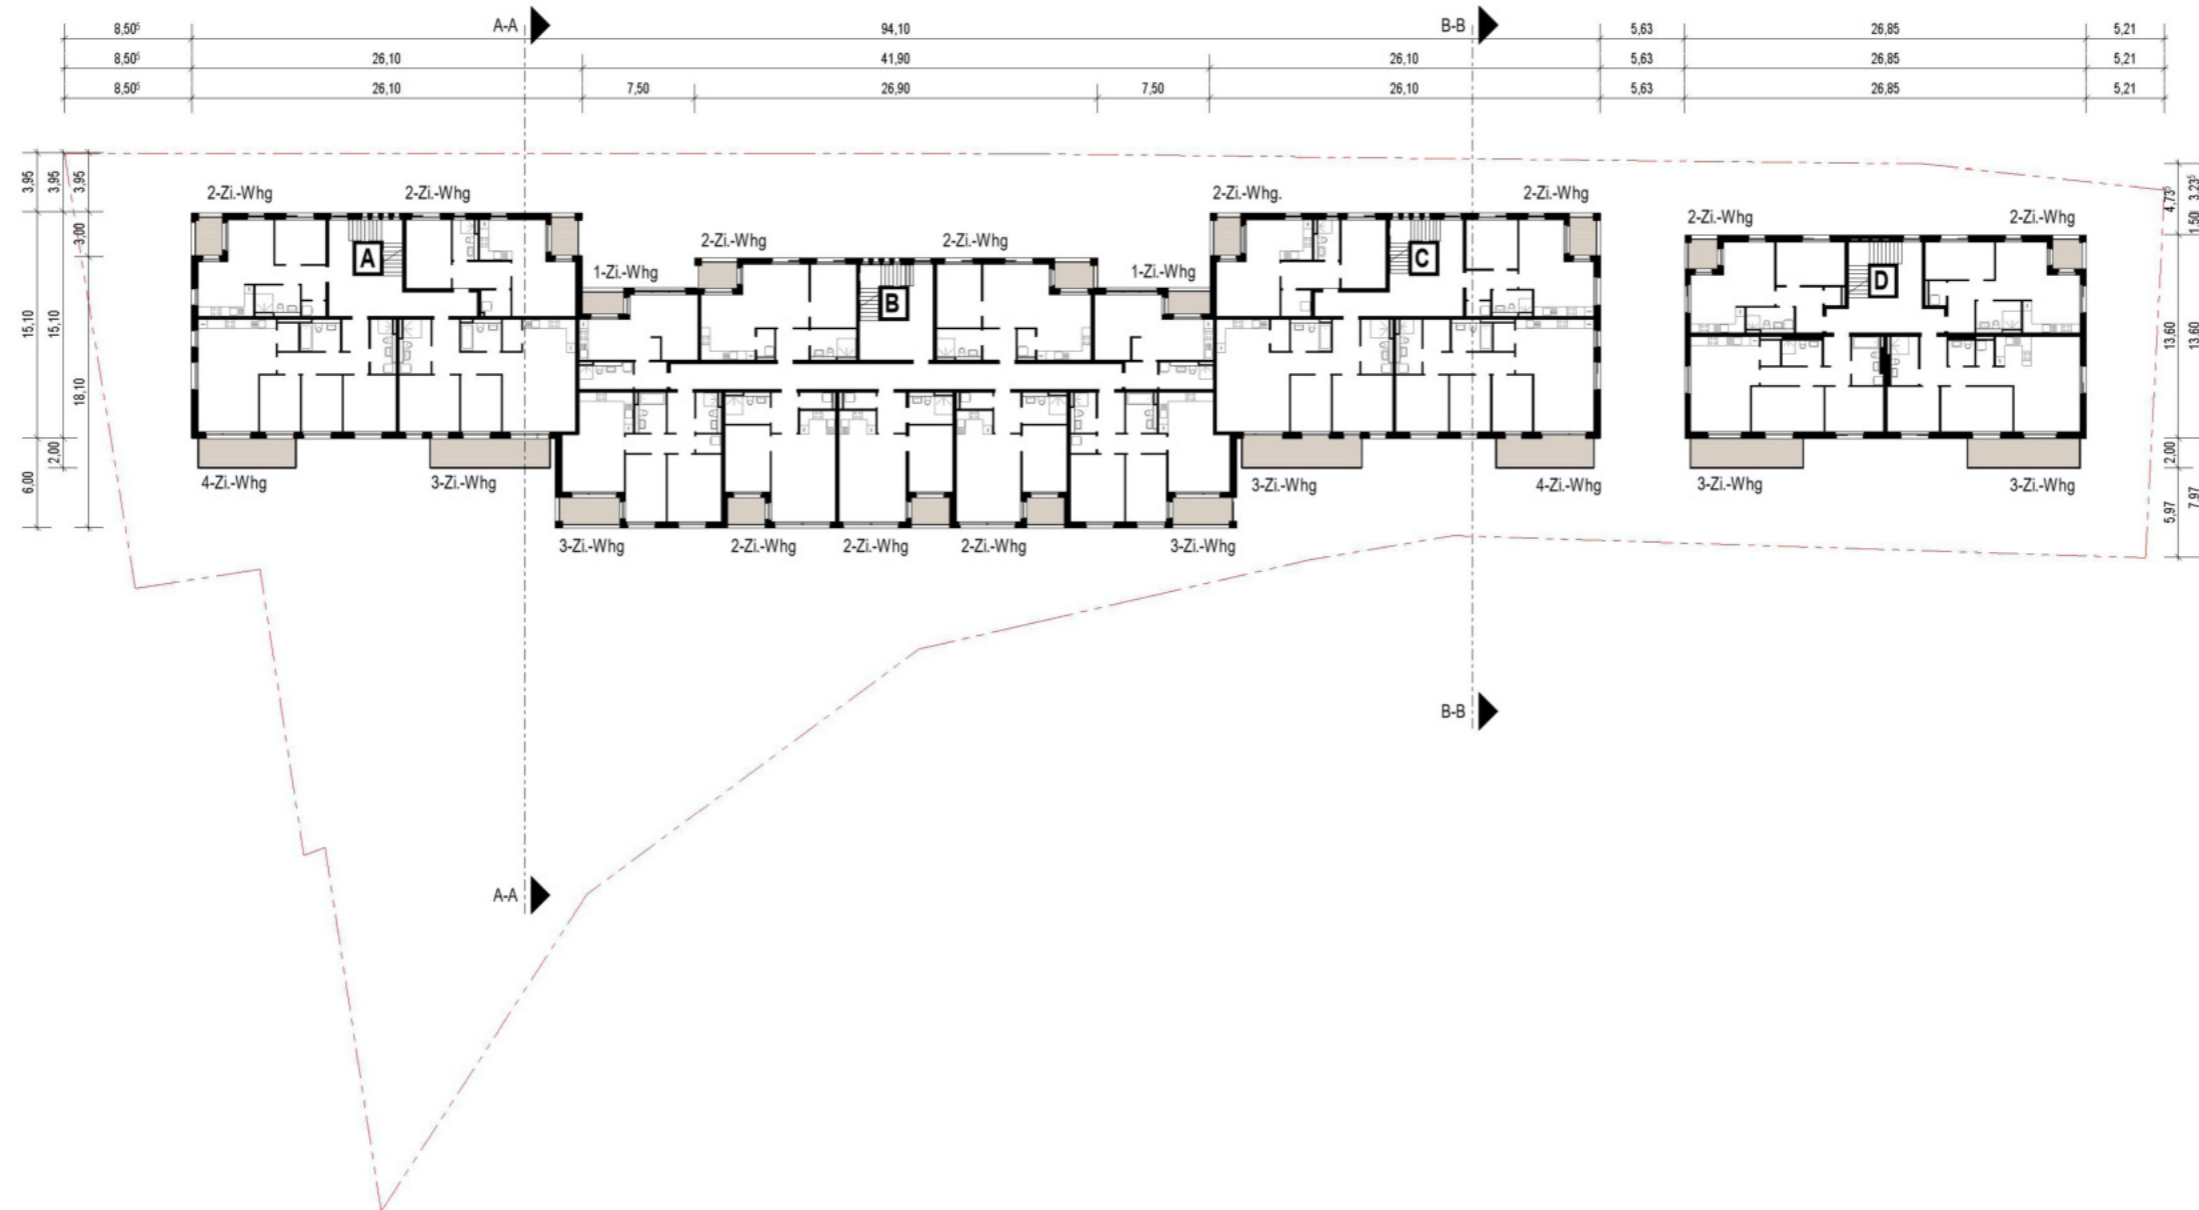 A-A
B-B
8,50⁵ 94,10 5,63 26,85 5,21
8,50⁵ 26,10 41,90 26,10 5,63 26,85 5,21
8,50⁵ 26,10 7,50 26,90 7,50 26,10 5,63 26,85 5,21
3,95
3,95
3,95
3,00
15,10
15,10
18,10
2,00
6,00
4,73⁵
3,23⁵
1,50
13,60
13,60
2,00
5,97
7,97
2-Zi.-Whg 2-Zi.-Whg 2-Zi.-Whg. 2-Zi.-Whg
2-Zi.-Whg 2-Zi.-Whg
2-Zi.-Whg 2-Zi.-Whg
1-Zi.-Whg 1-Zi.-Whg
A
B
C
D
4-Zi.-Whg 3-Zi.-Whg 3-Zi.-Whg 4-Zi.-Whg 3-Zi.-Whg 3-Zi.-Whg
3-Zi.-Whg 2-Zi.-Whg 2-Zi.-Whg 2-Zi.-Whg 3-Zi.-Whg
B-B
A-A